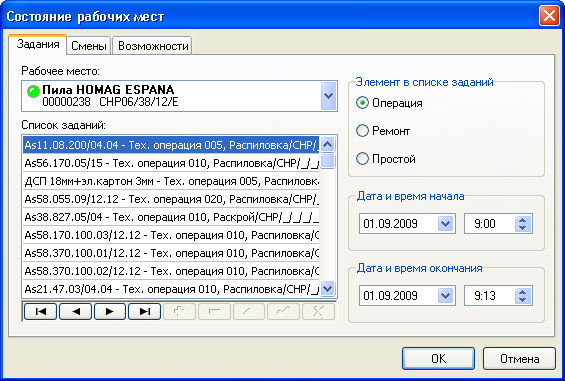 Состояние рабочих мест
Задания Смены Возможности
Рабочее место:
Пила HOMAG ESPANA
00000238 CHP06/38/12/E
Список заданий:
As11.08.200/04.04 - Тех. операция 005, Распиловка/CHP/_
As56.170.05/15 - Тех. операция 010, Распиловка/CHP/_/_/
ДСП 18мм+эл.картон 3мм - Тех. операция 005, Распиловка
As58.055.09/12.12 - Тех. операция 020, Распиловка/CHP/_
As38.827.05/04 - Тех. операция 010, Раскрой/CHP/_/_/_/_
As58.170.100.03/12.12 - Тех. операция 010, Распиловка/C
As58.370.100.01/12.12 - Тех. операция 010, Распиловка/C
As58.370.100.02/12.12 - Тех. операция 010, Распиловка/C
As21.47.03/04.04 - Тех. операция 010, Распиловка/CHP/_/
Элемент в списке заданий
Операция
Ремонт
Простой
Дата и время начала
01.09.2009 9:00
Дата и время окончания
01.09.2009 9:13
OK Отмена